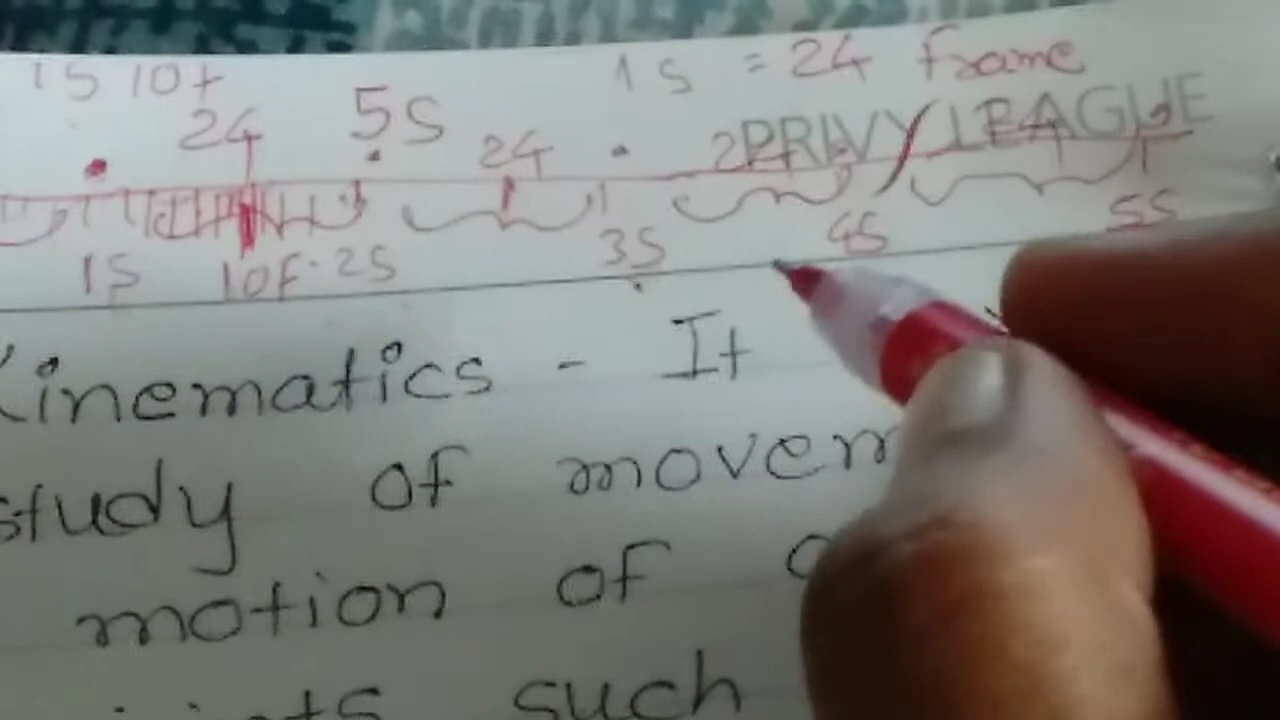 1S 10f 1S = 24 frame
24 5S 24 24 PRIVY LEAGUE
1S 10F 2S 3S 4S 5S
Kinematics - It
study of
motion of
such